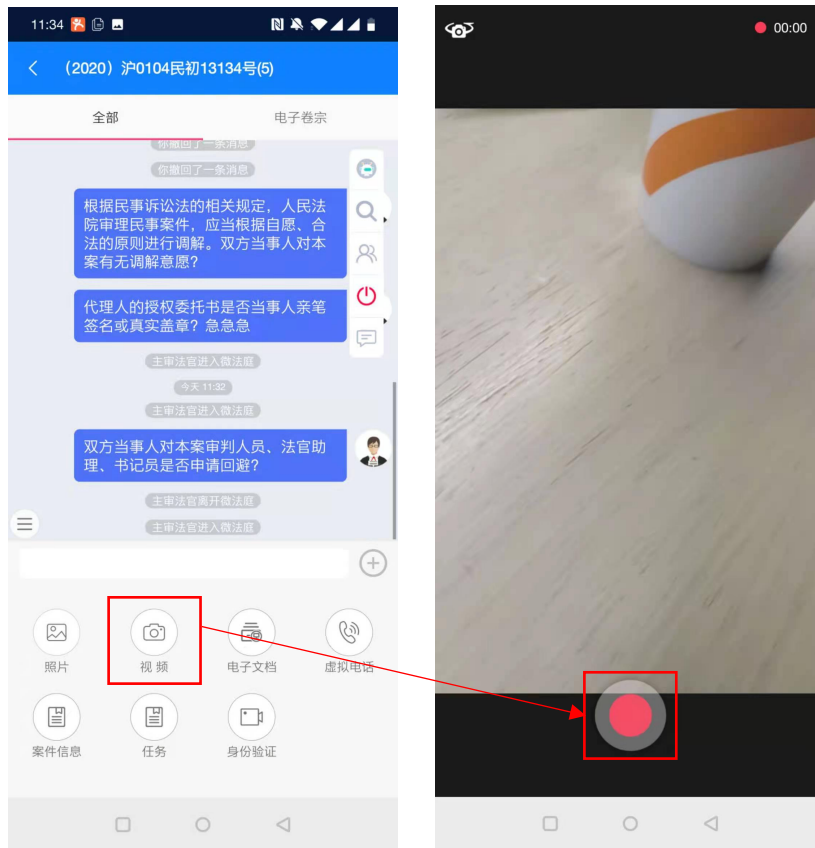 11:34
（2020）沪0104民初13134号(5)
全部
电子卷宗
你撤回了一条消息
你撤回了一条消息
根据民事诉讼法的相关规定，人民法
院审理民事案件，应当根据自愿、合
法的原则进行调解。双方当事人对本
案有无调解意愿？
代理人的授权委托书是否当事人亲笔
签名或真实盖章？急急急
主审法官进入微法庭
今天 11:32
主审法官进入微法庭
双方当事人对本案审判人员、法官助
理、书记员是否申请回避？
主审法官离开微法庭
主审法官进入微法庭
照片
视 频
电子文档
虚拟电话
案件信息
任务
身份验证
00:00